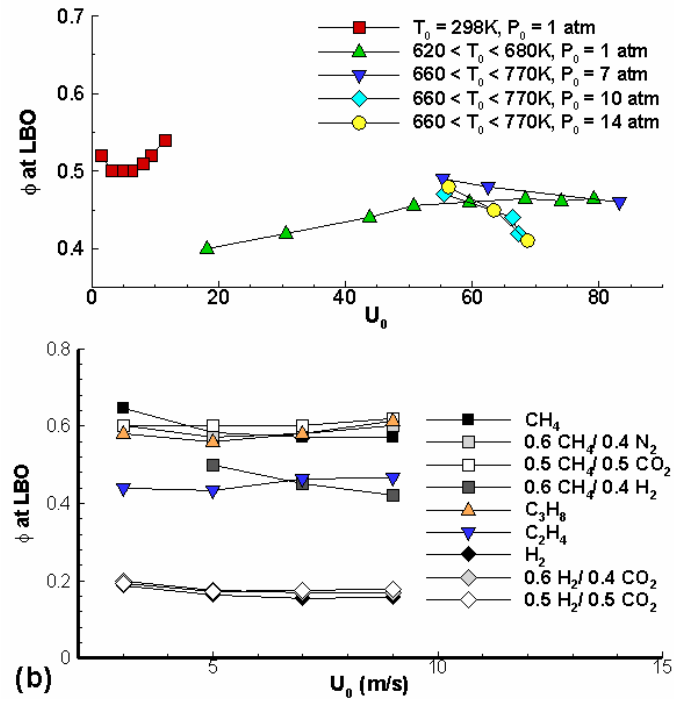 T₀ = 298K, P₀ = 1 atm
620 < T₀ < 680K, P₀ = 1 atm
660 < T₀ < 770K, P₀ = 7 atm
660 < T₀ < 770K, P₀ = 10 atm
660 < T₀ < 770K, P₀ = 14 atm
0.7
0.6
0.5
0.4
ϕ at LBO
0 20 40 60 80
U₀
0.8
0.6
0.4
0.2
0
ϕ at LBO
CH₄
0.6 CH₄/ 0.4 N₂
0.5 CH₄/ 0.5 CO₂
0.6 CH₄/ 0.4 H₂
C₃H₈
C₂H₄
H₂
0.6 H₂/ 0.4 CO₂
0.5 H₂/ 0.5 CO₂
5 10 15
(b)
U₀ (m/s)